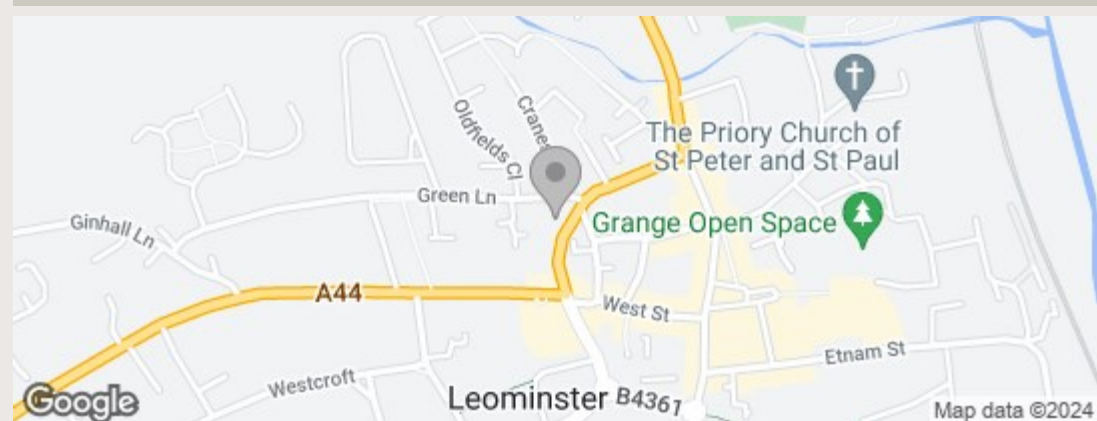 Oldfields Cl
Cranes
The Priory Church of
St Peter and St Paul
Green Ln
Grange Open Space
Ginhall Ln
A44
West St
Etnam St
Westcroft
Leominster
B4361
Google
Map data ©2024